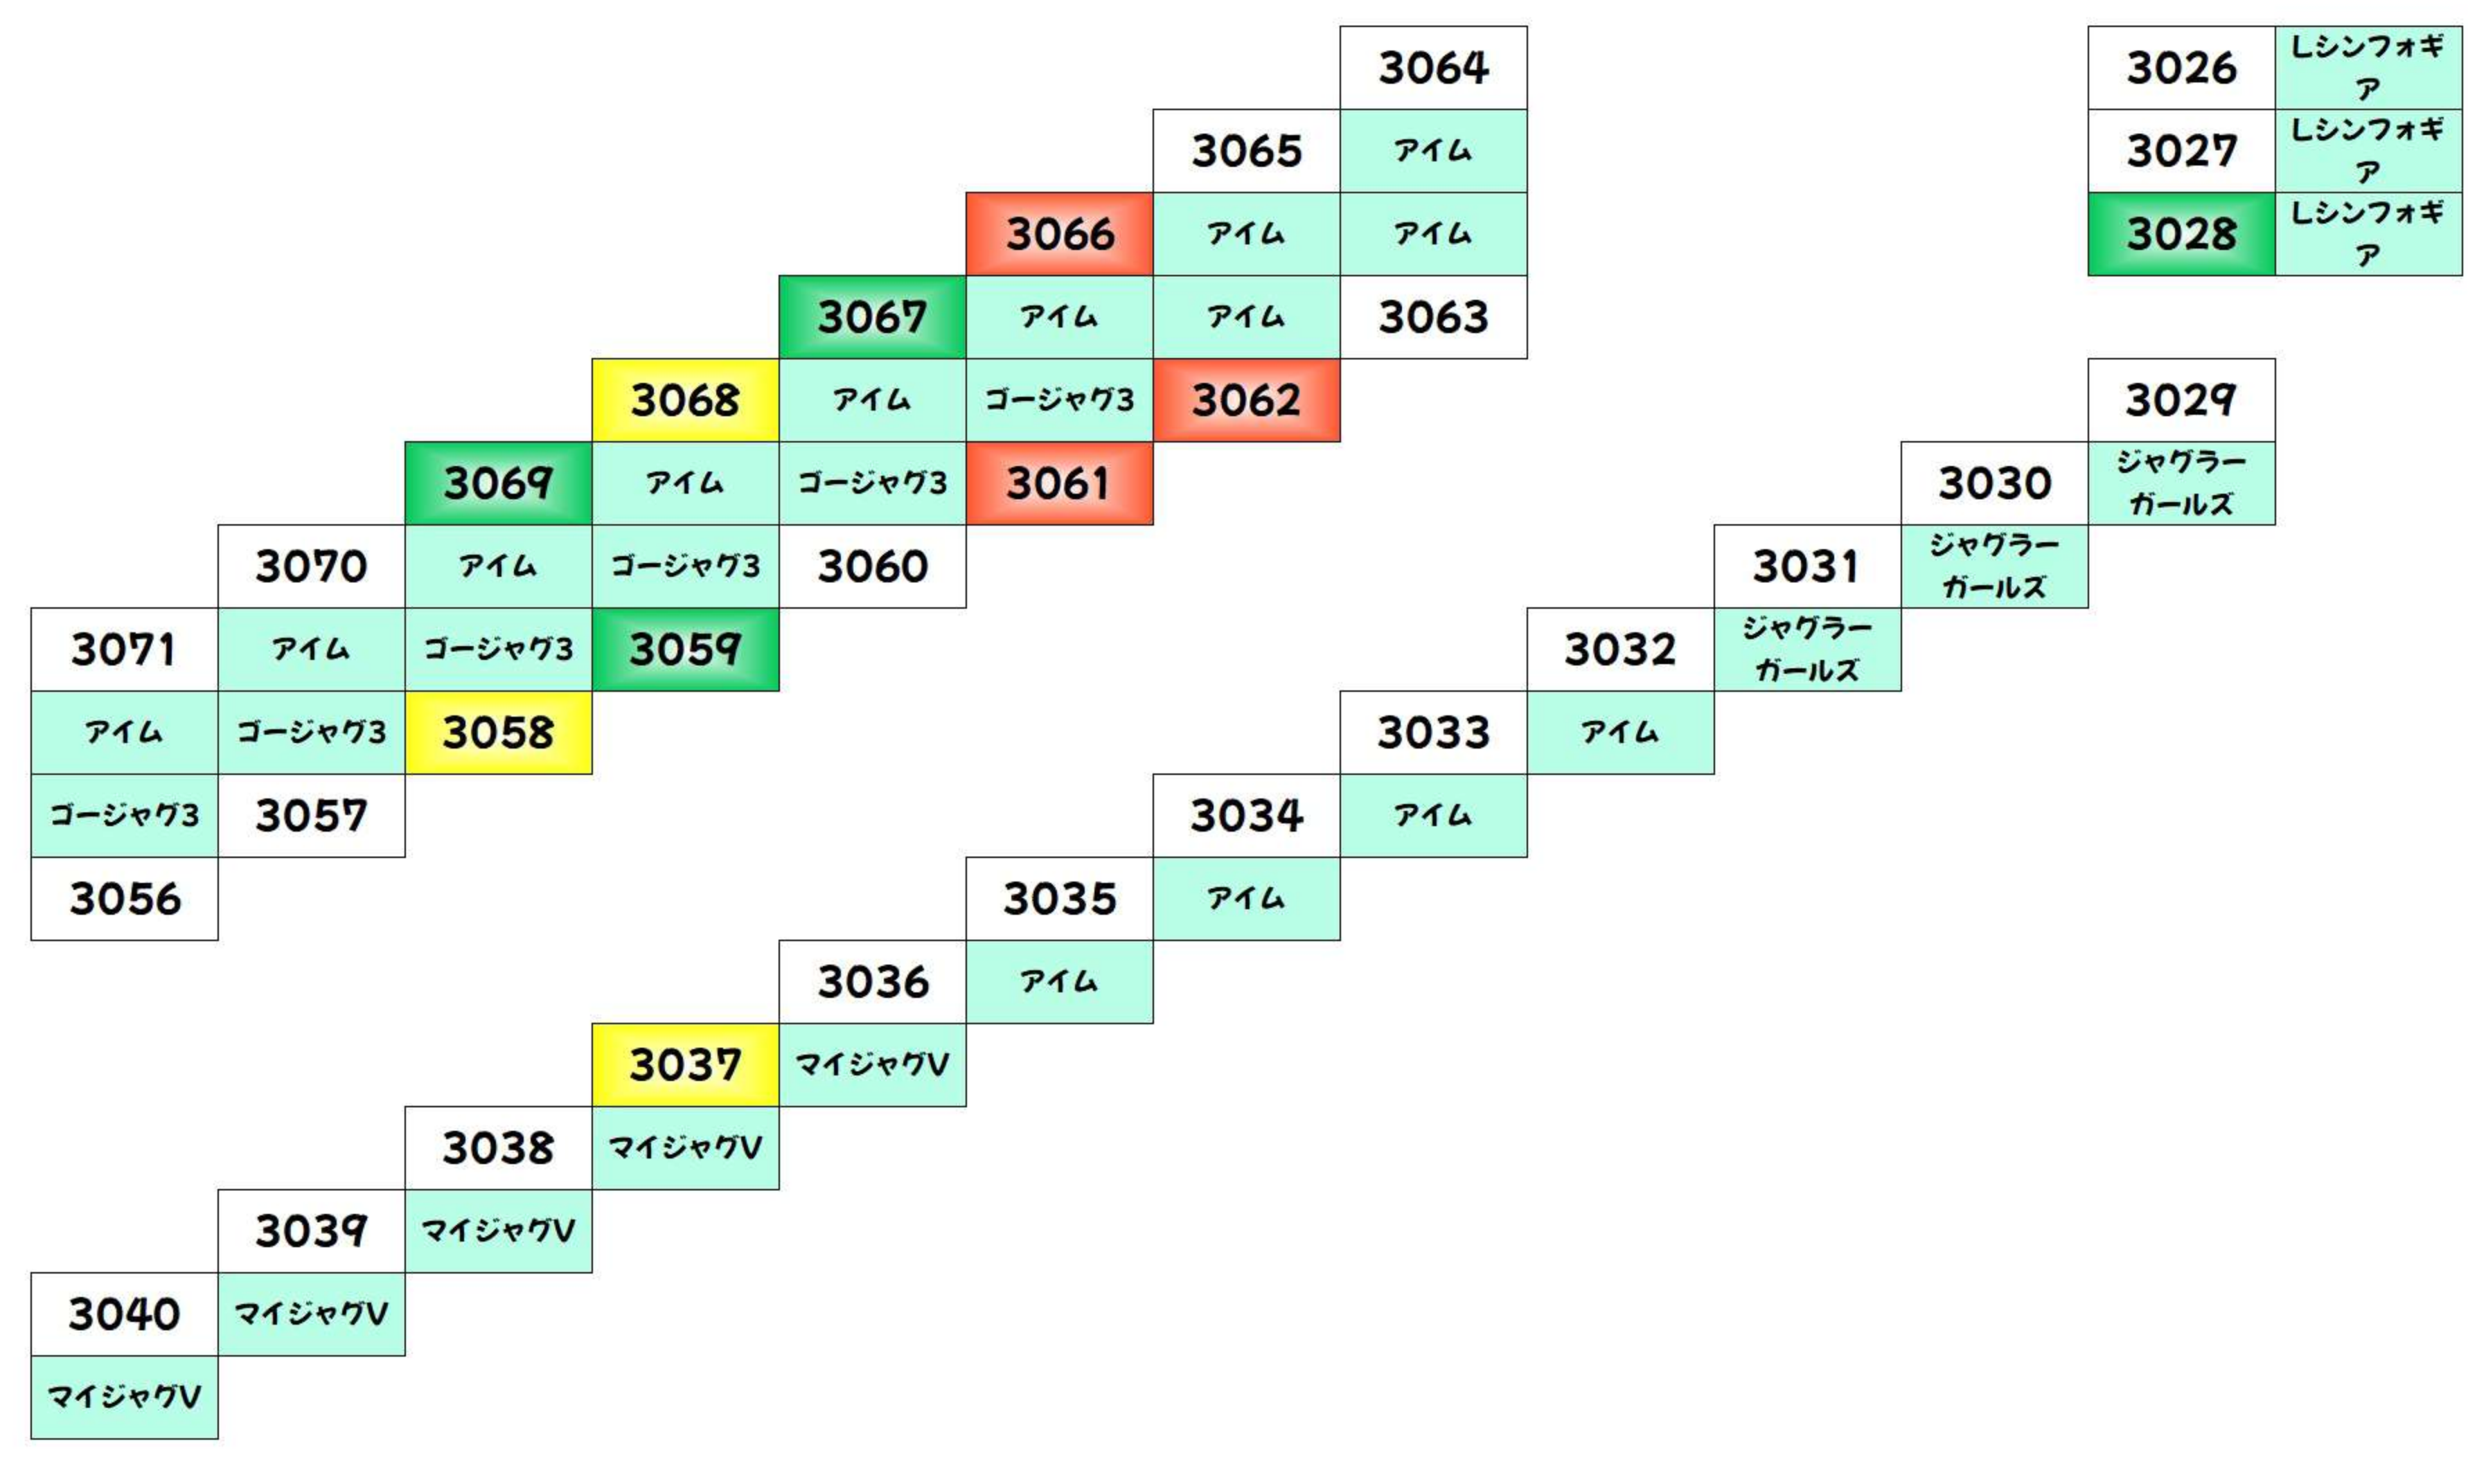 3064
3026 Lシンフォギ
ア
3065 アイム
3027 Lシンフォギ
ア
3066 アイム アイム
3028 Lシンフォギ
ア
3067 アイム アイム 3063
3068 アイム ゴージャグ3 3062
3029
3069 アイム ゴージャグ3 3061
3030 ジャグラー
ガールズ
3070 アイム ゴージャグ3 3060
3031 ジャグラー
ガールズ
3071 アイム ゴージャグ3 3059
3032 ジャグラー
ガールズ
アイム ゴージャグ3 3058
3033 アイム
ゴージャグ3 3057
3034 アイム
3056
3035 アイム
3036 アイム
3037 マイジャグV
3038 マイジャグV
3039 マイジャグV
3040 マイジャグV
マイジャグV